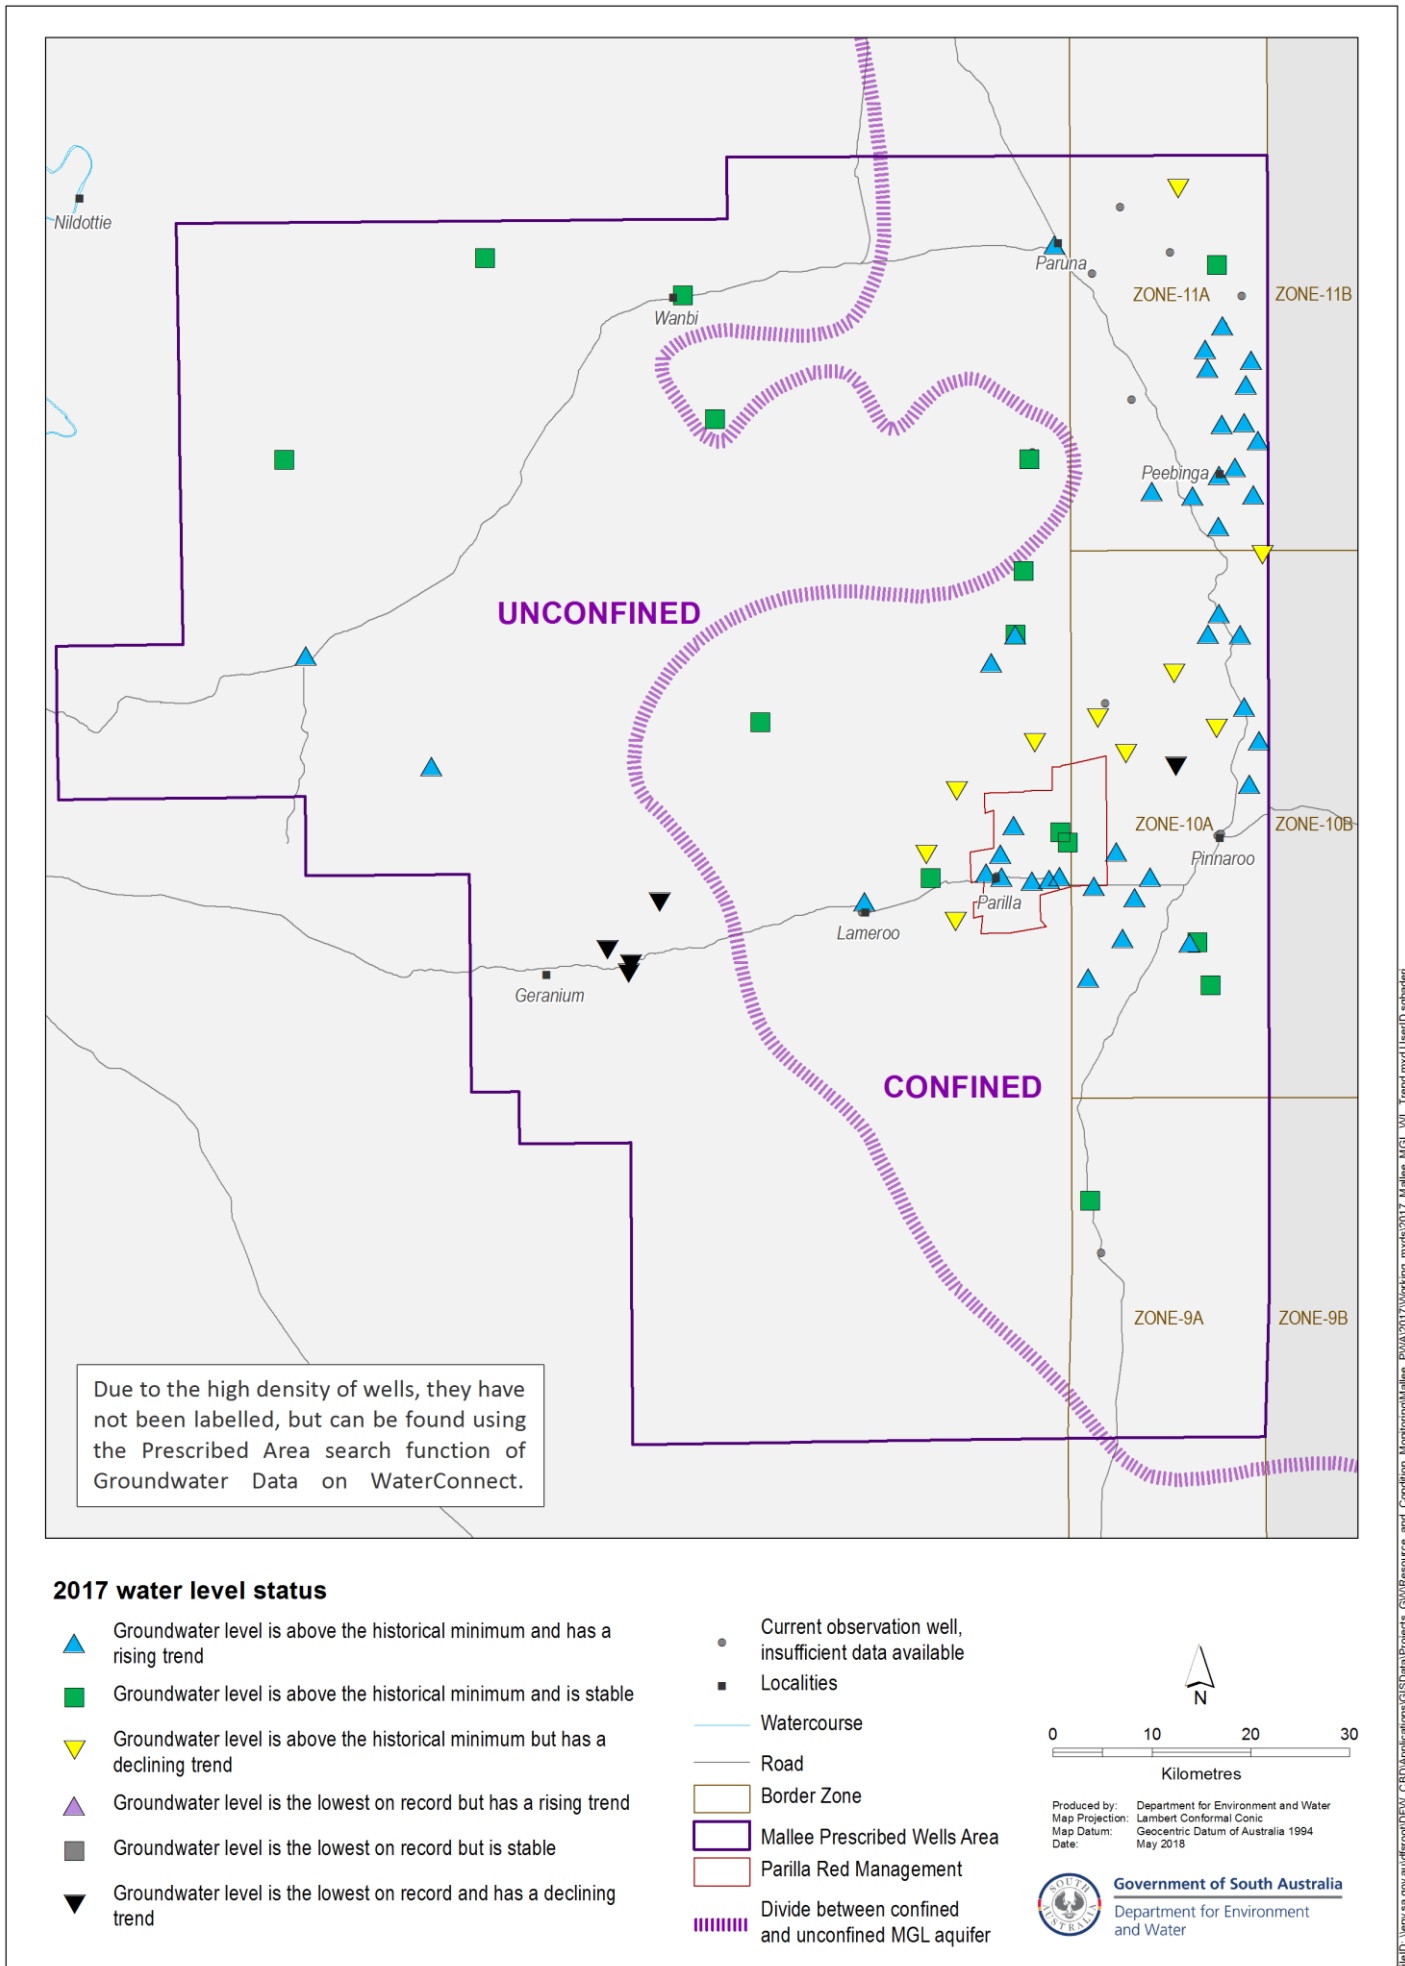 Nildottie
Wanbi
Paruna
ZONE-11A
ZONE-11B
Peebinga
UNCONFINED
ZONE-10A
ZONE-10B
Pinnaroo
Parilla
Lameroo
Geranium
CONFINED
ZONE-9A
ZONE-9B
Due to the high density of wells, they have
not been labelled, but can be found using
the Prescribed Area search function of
Groundwater Data on WaterConnect.
2017 water level status
Groundwater level is above the historical minimum and has a
rising trend
Groundwater level is above the historical minimum and is stable
Groundwater level is above the historical minimum but has a
declining trend
Groundwater level is the lowest on record but has a rising trend
Groundwater level is the lowest on record but is stable
Groundwater level is the lowest on record and has a declining
trend
Current observation well,
insufficient data available
Localities
Watercourse
Road
Border Zone
Mallee Prescribed Wells Area
Parilla Red Management
Divide between confined
and unconfined MGL aquifer
N
0 10 20 30
Kilometres
Produced by: Department for Environment and Water
Map Projection: Lambert Conformal Conic
Map Datum: Geocentric Datum of Australia 1994
Date: May 2018
SOUTH AUSTRALIA
Government of South Australia
Department for Environment
and Water